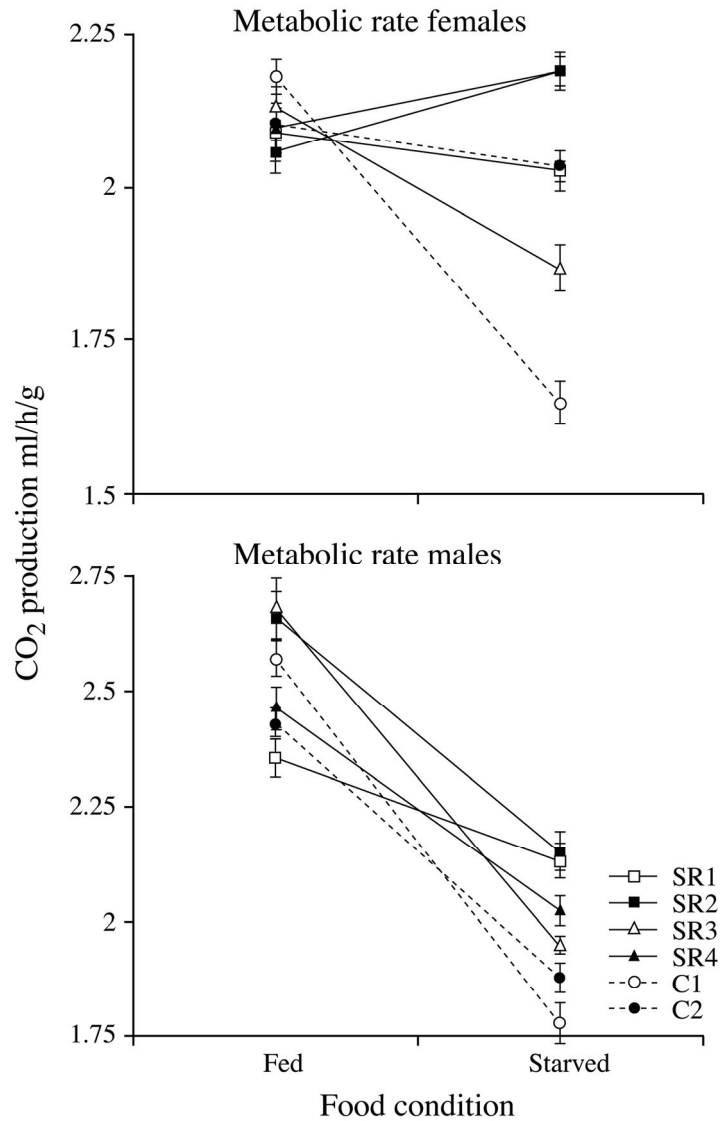 Metabolic rate females
2.25
2
1.75
1.5
CO2 production ml/h/g
Metabolic rate males
2.75
2.5
2.25
2
1.75
SR1
SR2
SR3
SR4
C1
C2
Fed Starved
Food condition